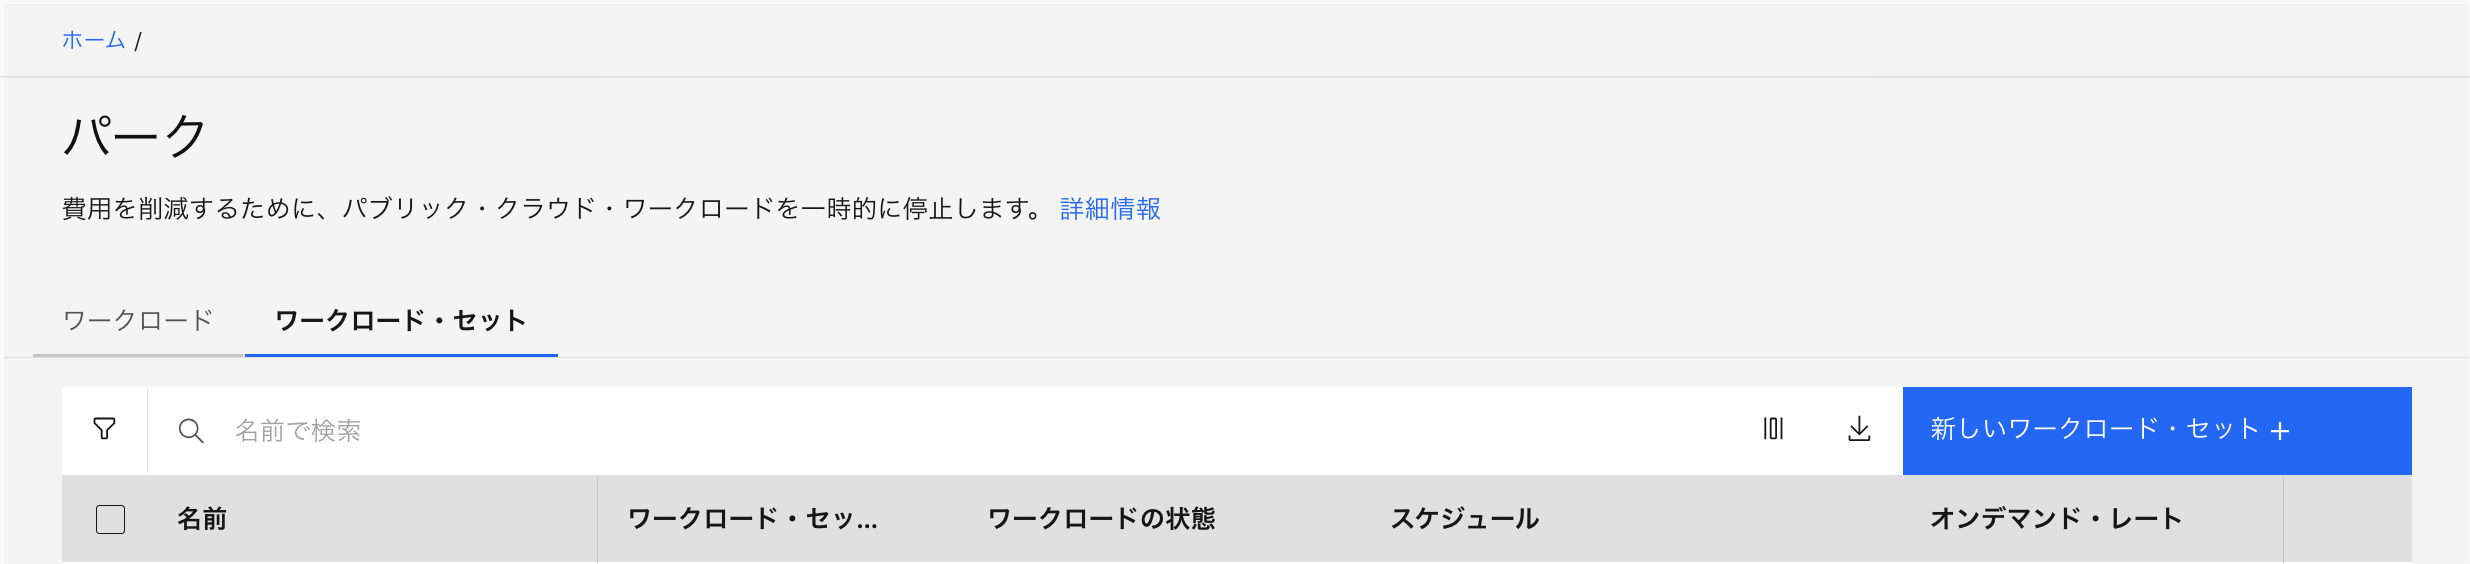 ホーム /
パーク
費用を削減するために、パブリック・クラウド・ワークロードを一時的に停止します。 詳細情報
ワークロード ワークロード・セット
名前で検索 新しいワークロード・セット +
名前 ワークロード・セッ... ワークロードの状態 スケジュール オンデマンド・レート